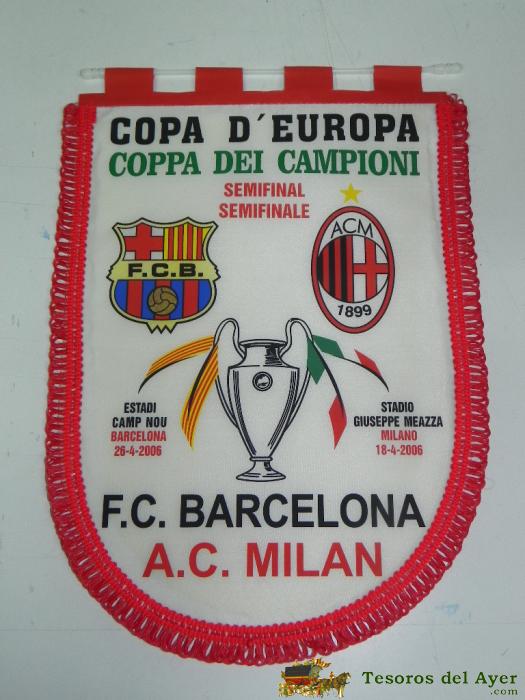 COPA D´EUROPA
COPPA DEI CAMPIONI
SEMIFINAL
SEMIFINALE
F.C.B.
ACM
1899
ESTADI
CAMP NOU
BARCELONA
26-4-2006
STADIO
GIUSEPPE MEAZZA
MILANO
18-4-2006
F.C. BARCELONA
A.C. MILAN
Tesoros del Ayer
.com